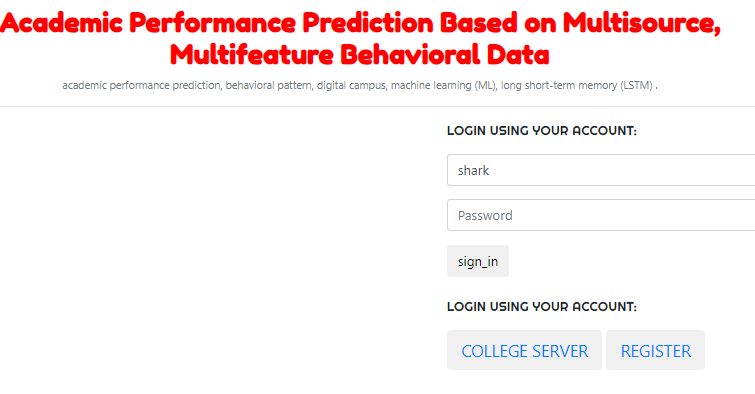 Academic Performance Prediction Based on Multisource,
Multifeature Behavioral Data
academic performance prediction, behavioral pattern, digital campus, machine learning (ML), long short-term memory (LSTM) .
LOGIN USING YOUR ACCOUNT:
shark
Password
sign_in
LOGIN USING YOUR ACCOUNT:
COLLEGE SERVER REGISTER